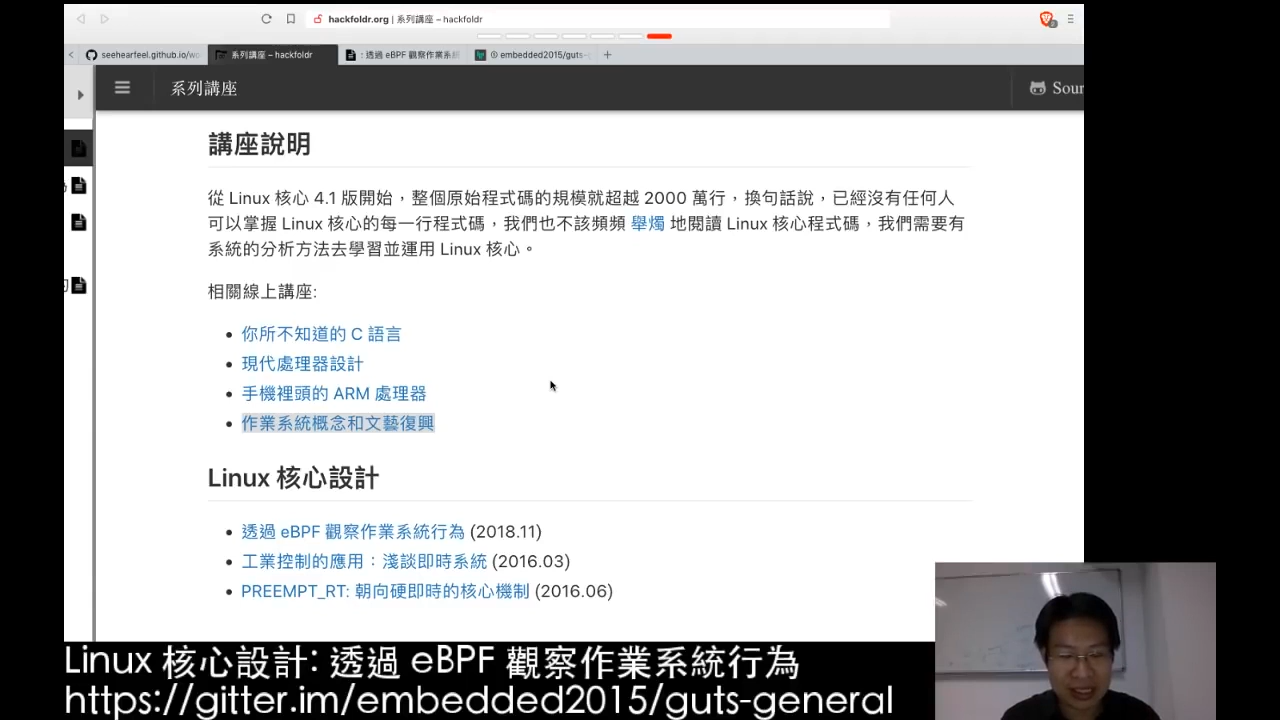 hackfoldr.org | 系列講座 – hackfoldr
seehearfeel.github.io/wo
系列講座 – hackfoldr
透過 eBPF 觀察作業系統
embedded2015/guts-
系列講座
Sour
講座說明
從 Linux 核心 4.1 版開始，整個原始程式碼的規模就超越 2000 萬行，換句話說，已經沒有任何人
可以掌握 Linux 核心的每一行程式碼，我們也不該頻頻 舉燭 地閱讀 Linux 核心程式碼，我們需要有
系統的分析方法去學習並運用 Linux 核心。
相關線上講座:
你所不知道的 C 語言
現代處理器設計
手機裡頭的 ARM 處理器
作業系統概念和文藝復興
Linux 核心設計
透過 eBPF 觀察作業系統行為 (2018.11)
工業控制的應用：淺談即時系統 (2016.03)
PREEMPT_RT: 朝向硬即時的核心機制 (2016.06)
Linux 核心設計: 透過 eBPF 觀察作業系統行為
https://gitter.im/embedded2015/guts-general